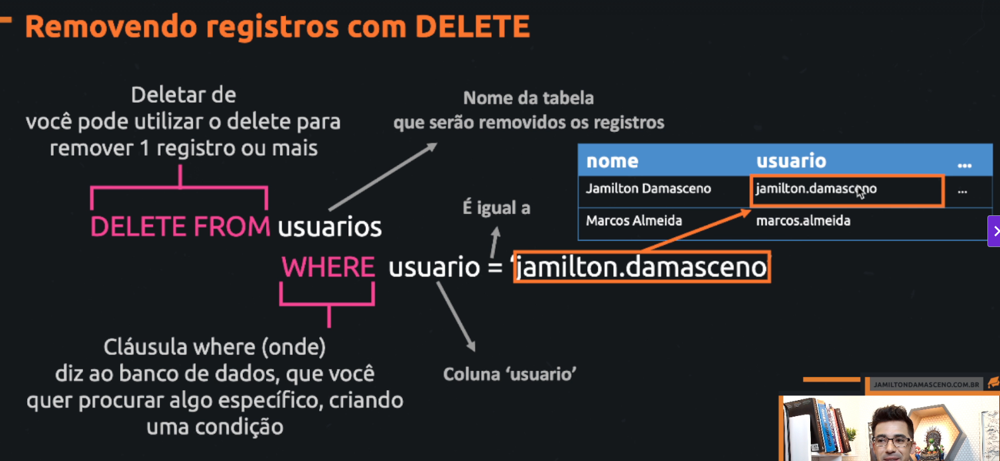 Removendo registros com DELETE
Deletar de
você pode utilizar o delete para
remover 1 registro ou mais
Nome da tabela
que serão removidos os registros
nome usuario ...
Jamilton Damasceno jamilton.damasceno ...
Marcos Almeida marcos.almeida
É igual a
DELETE FROM usuarios
WHERE usuario = 'jamilton.damasceno
Cláusula where (onde)
diz ao banco de dados, que você
quer procurar algo específico, criando
uma condição
Coluna ‘usuario’
JAMILTONDAMASCENO.COM.BR